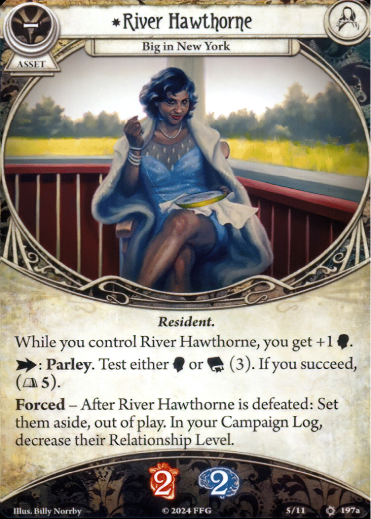 *River Hawthorne
Big in New York
ASSET
Resident.
While you control River Hawthorne, you get +1 .
: Parley. Test either or (3). If you succeed,
( 5).
Forced – After River Hawthorne is defeated: Set
them aside, out of play. In your Campaign Log,
decrease their Relationship Level.
2 2
Illus. Billy Norrby © 2024 FFG 5/11 197a